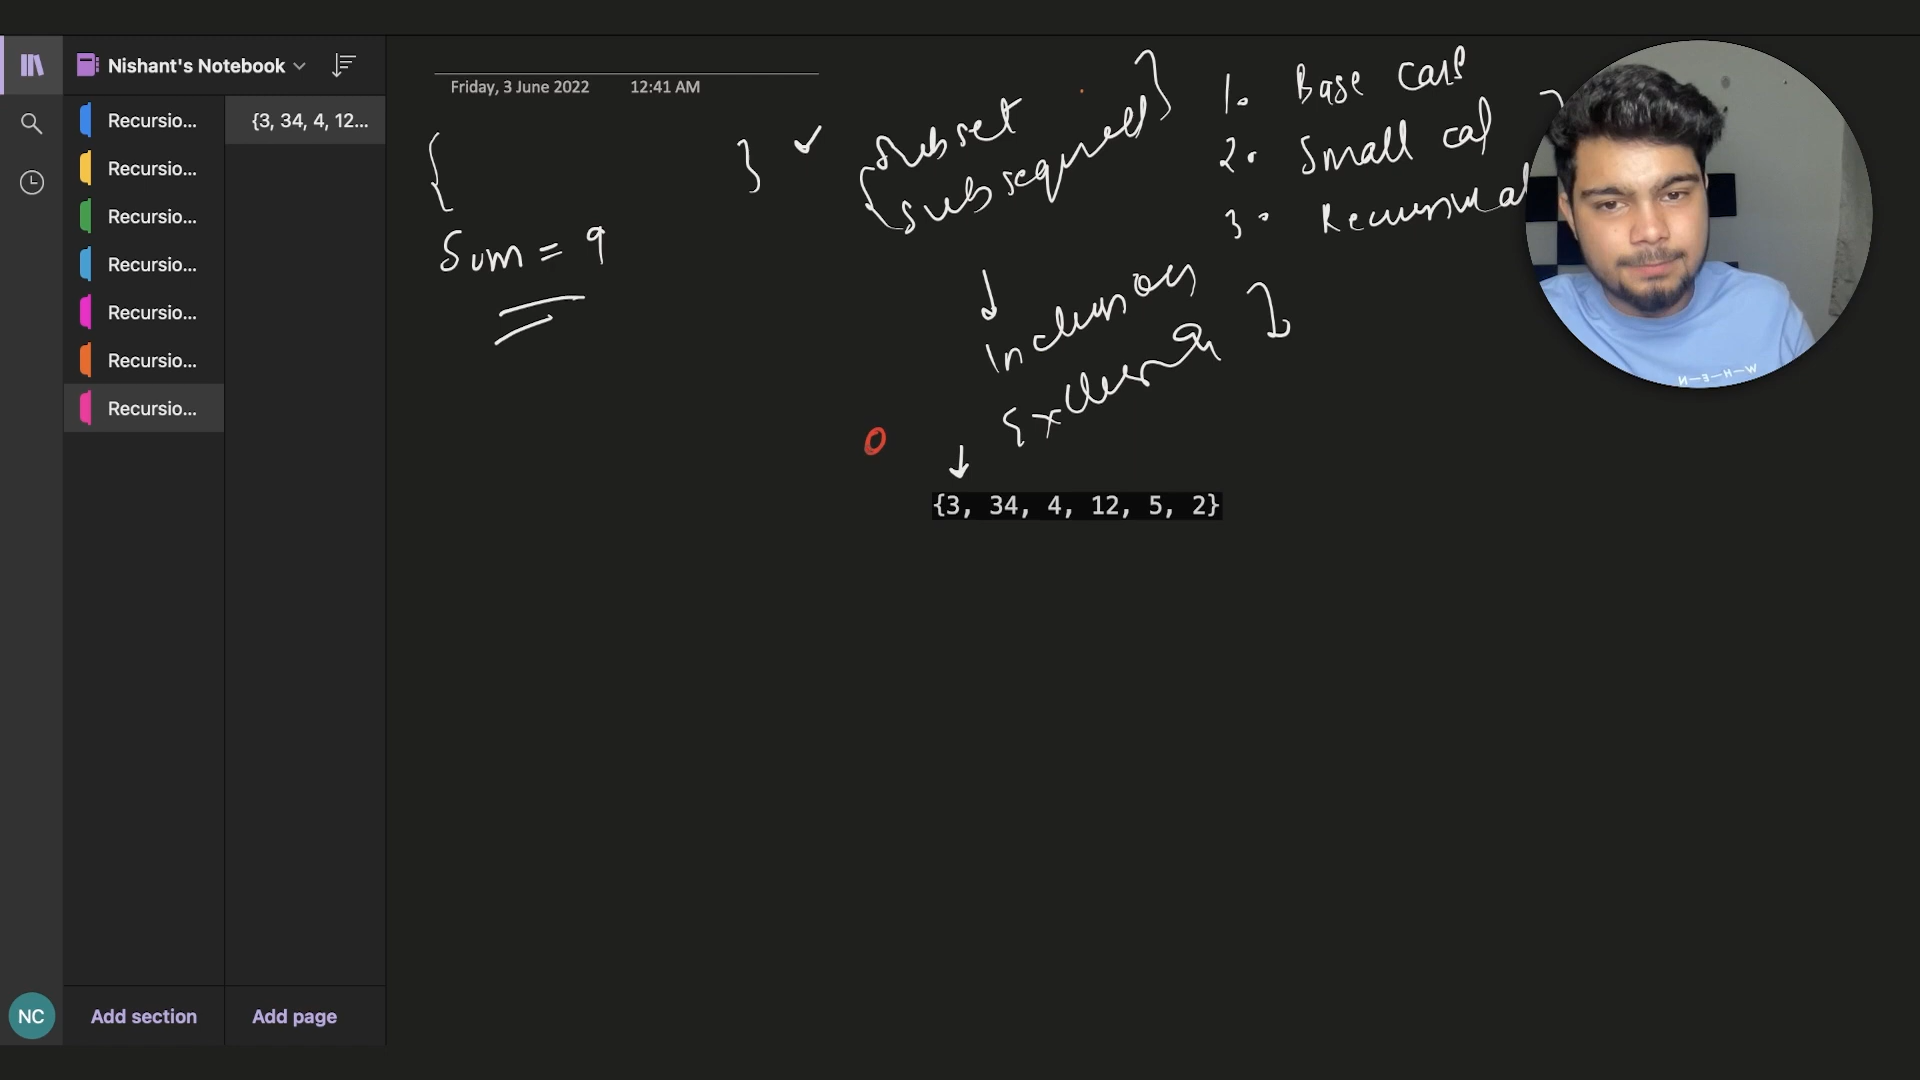 Nishant's Notebook
Recursio...
Recursio...
Recursio...
Recursio...
Recursio...
Recursio...
Recursio...
{3, 34, 4, 12...
Add section
Add page
NC
Friday, 3 June 2022 12:41 AM
{ }
Sum = 9
{subset
subsequences}
1. Base case
2. Small cal
3. Recursive
Inclusion
Exclusion
0
{3, 34, 4, 12, 5, 2}
W—H—E—N